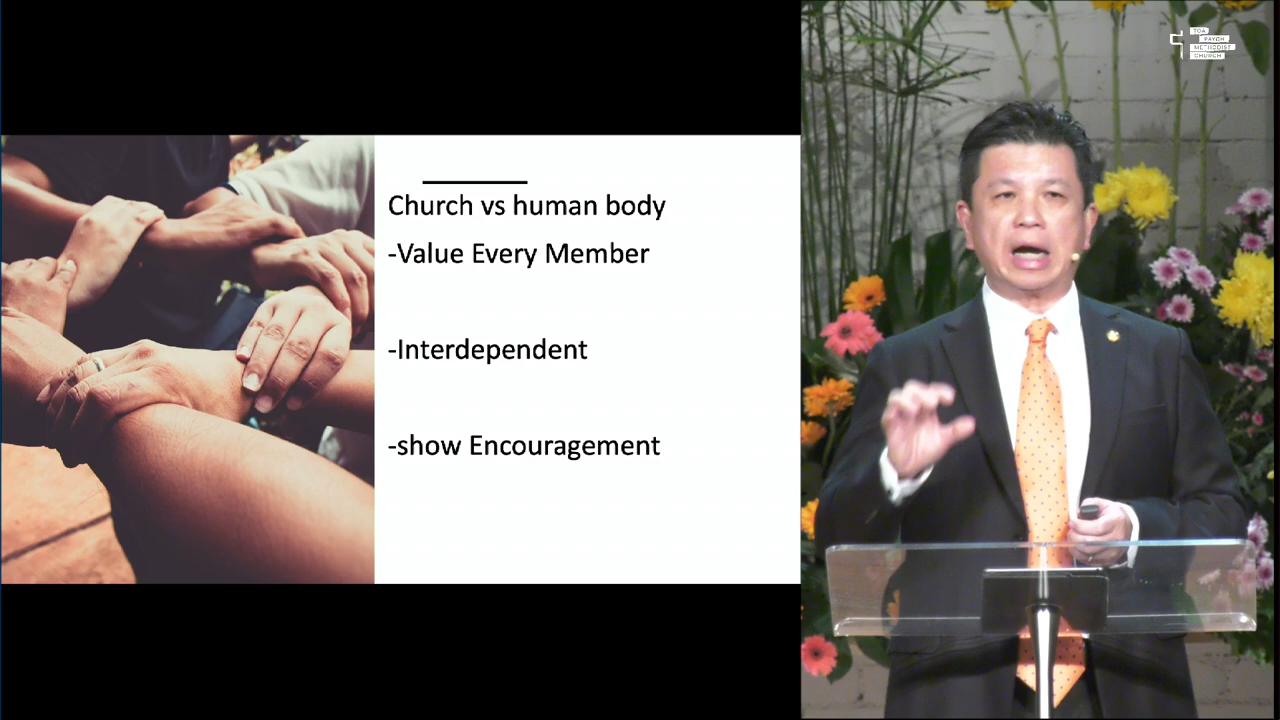 Church vs human body
-Value Every Member
-Interdependent
-show Encouragement
TOA
PAYOH
METHODIST
CHURCH